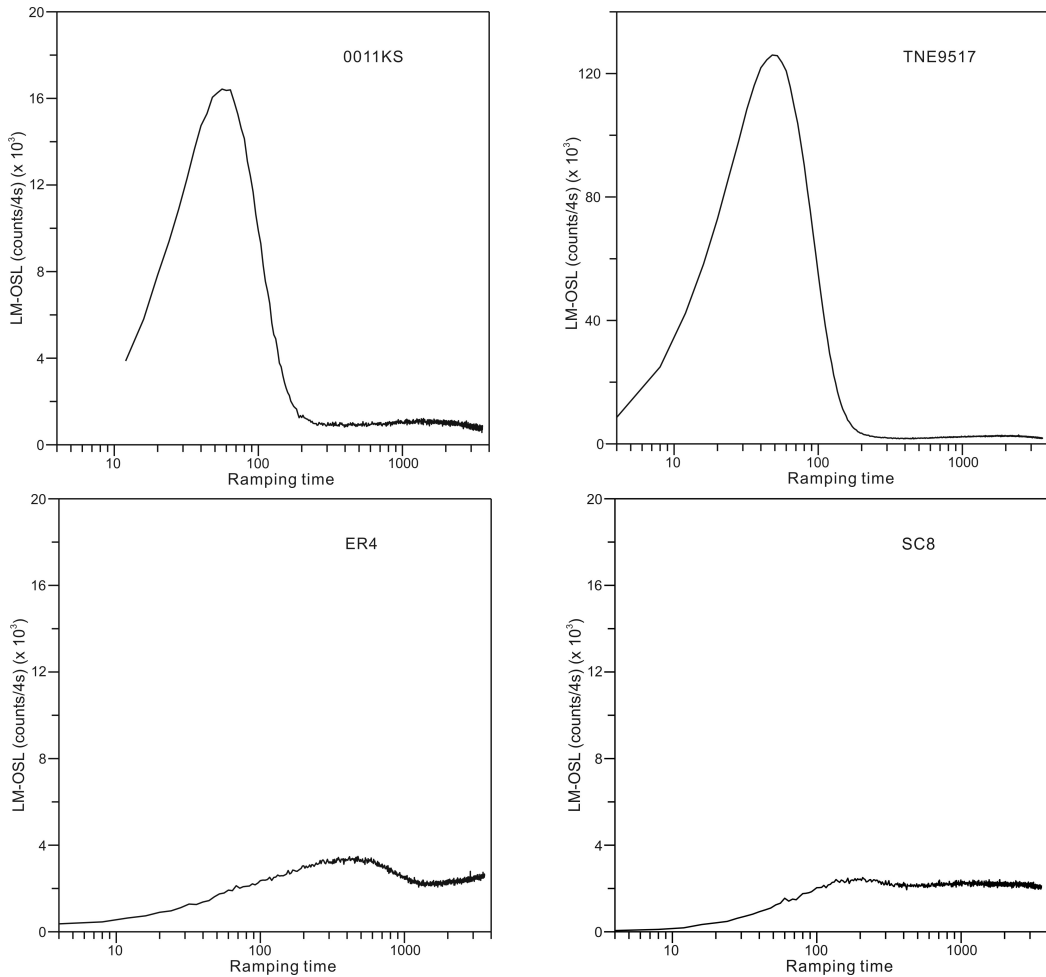 0011KS
20
16
12
8
4
0
LM-OSL (counts/4s) (x 10³)
10 100 1000
Ramping time
TNE9517
120
80
40
0
LM-OSL (counts/4s) (x 10³)
10 100 1000
Ramping time
ER4
20
16
12
8
4
0
LM-OSL (counts/4s) (x 10³)
10 100 1000
Ramping time
SC8
20
16
12
8
4
0
LM-OSL (counts/4s) (x 10³)
10 100 1000
Ramping time